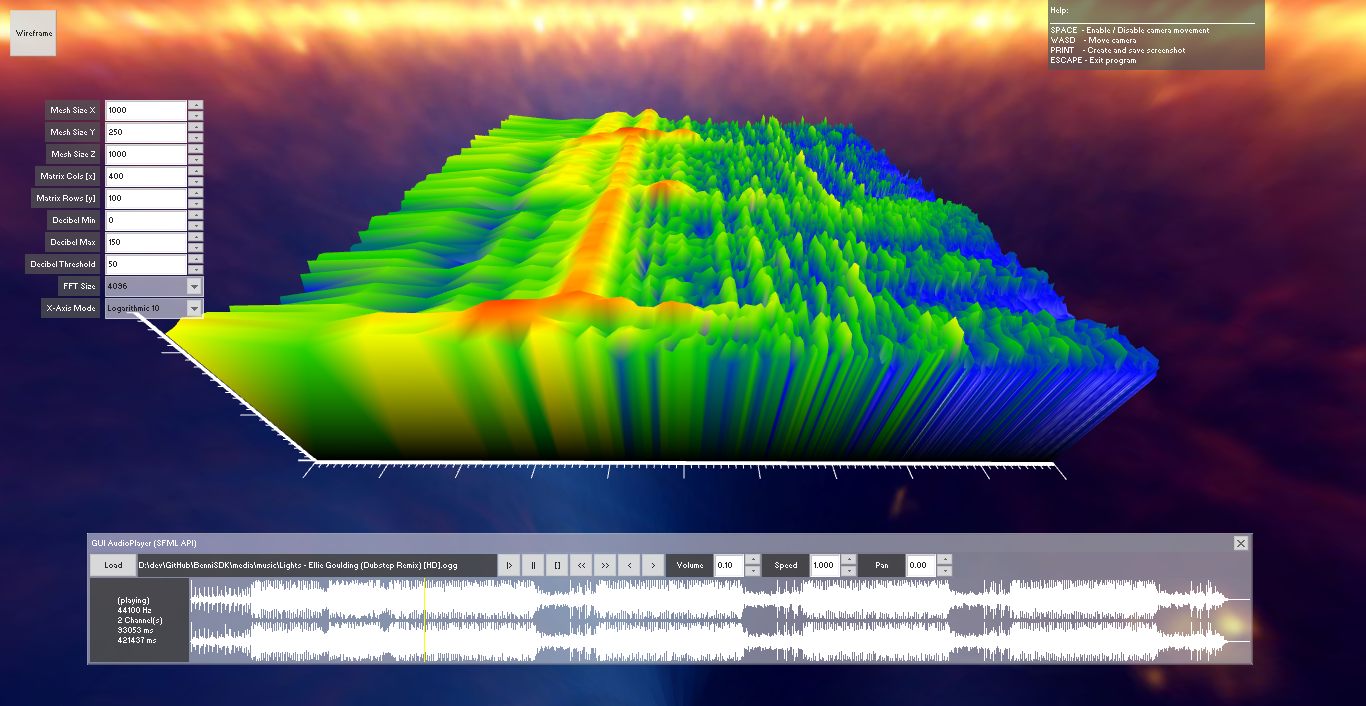 Wireframe
Help:
SPACE - Enable / Disable camera movement
WASD - Move camera
PRINT - Create and save screenshot
ESCAPE - Exit program
Mesh Size X 1000
Mesh Size Y 250
Mesh Size Z 1000
Matrix Cols [x] 400
Matrix Rows [y] 100
Decibel Min 0
Decibel Max 150
Decibel Threshold 50
FFT Size 4096
X-Axis Mode Logarithmic 10
GUI AudioPlayer (SFML API)
Load D:\dev\GitHub\BenniSDK\media\music\Lights - Ellie Goulding (Dubstep Remix) [HD].ogg |> || [] << >> < > Volume 0.10 Speed 1.000 Pan 0.00
(playing)
44100 Hz
2 Channel(s)
93053 ms
421437 ms